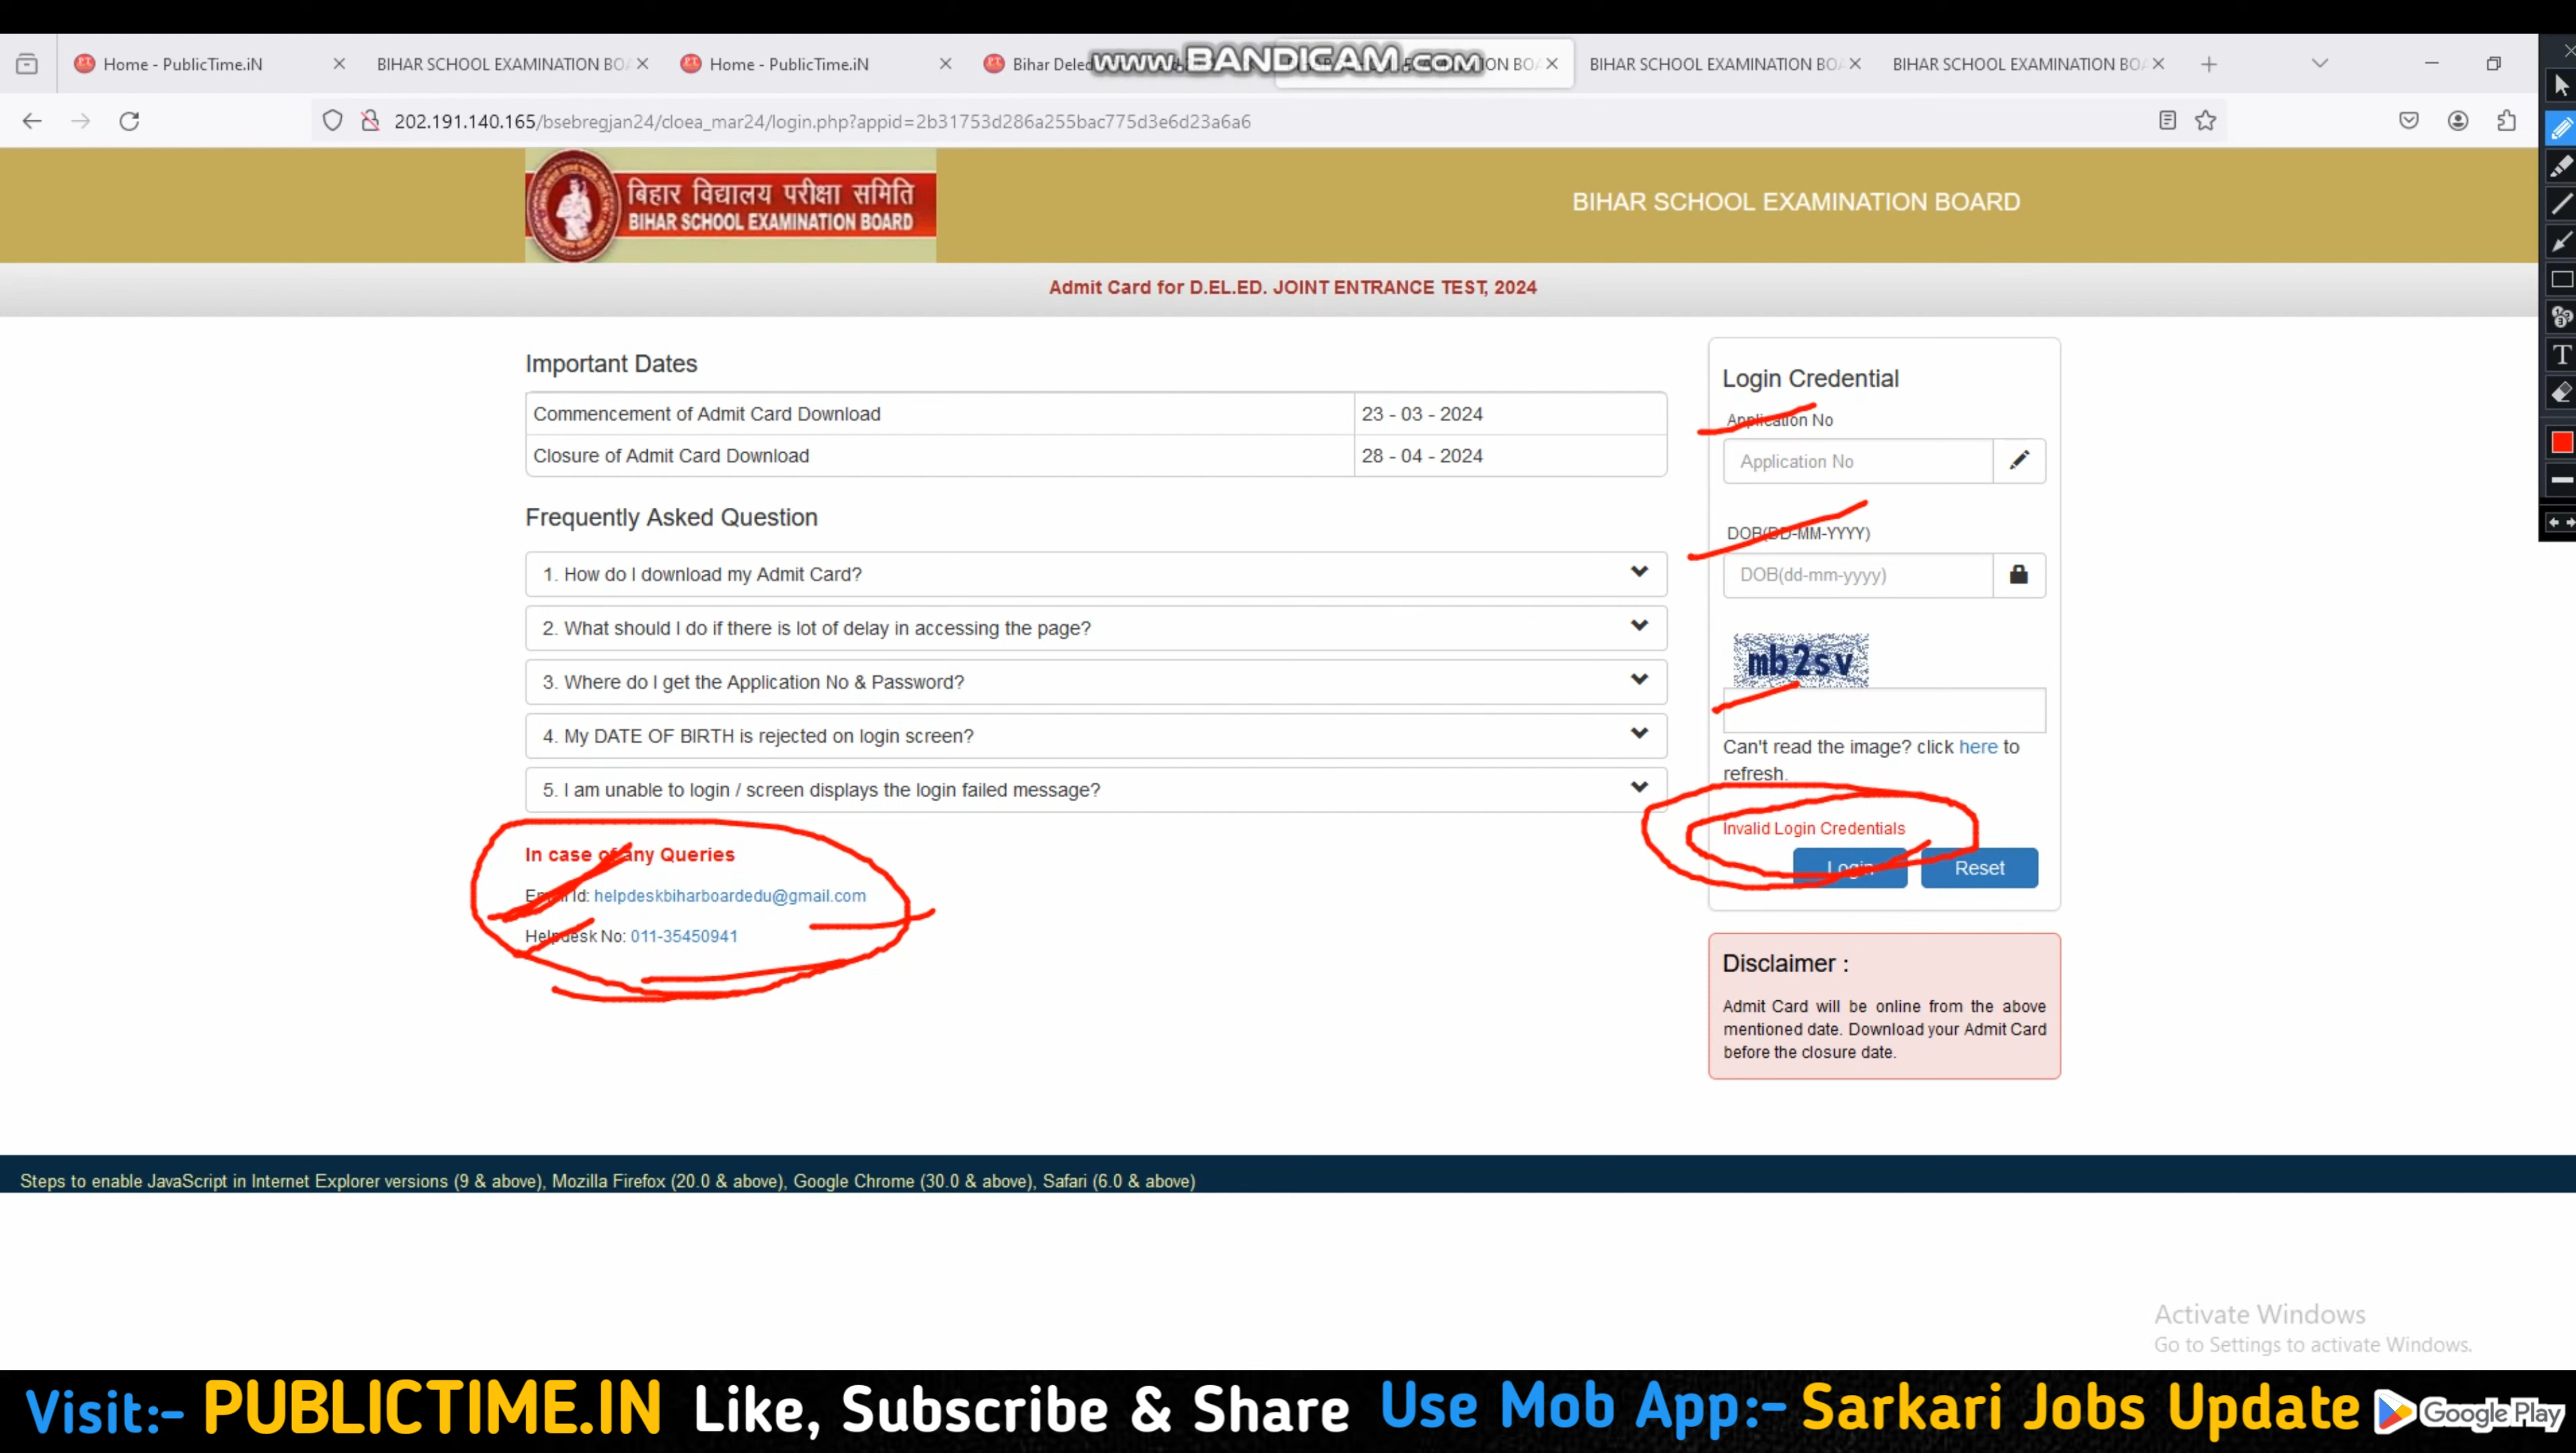 www.BANDICAM.com
Home - PublicTime.iN
BIHAR SCHOOL EXAMINATION BOA
Home - PublicTime.iN
Bihar Deled
EXAMINATION BOA
BIHAR SCHOOL EXAMINATION BOA
BIHAR SCHOOL EXAMINATION BOA
202.191.140.165/bsebregjan24/cloea_mar24/login.php?appid=2b31753d286a255bac775d3e6d23a6a6
बिहार विद्यालय परीक्षा समिति
BIHAR SCHOOL EXAMINATION BOARD
BIHAR SCHOOL EXAMINATION BOARD
Admit Card for D.EL.ED. JOINT ENTRANCE TEST, 2024
Important Dates
Commencement of Admit Card Download 23 - 03 - 2024
Closure of Admit Card Download 28 - 04 - 2024
Frequently Asked Question
1. How do I download my Admit Card?
2. What should I do if there is lot of delay in accessing the page?
3. Where do I get the Application No & Password?
4. My DATE OF BIRTH is rejected on login screen?
5. I am unable to login / screen displays the login failed message?
In case of any Queries
Email Id: helpdeskbiharboardedu@gmail.com
Helpdesk No: 011-35450941
Login Credential
Application No
Application No
DOB(DD-MM-YYYY)
DOB(dd-mm-yyyy)
mb2sv
Can't read the image? click here to
refresh.
Invalid Login Credentials
Login Reset
Disclaimer :
Admit Card will be online from the above
mentioned date. Download your Admit Card
before the closure date.
Steps to enable JavaScript in Internet Explorer versions (9 & above), Mozilla Firefox (20.0 & above), Google Chrome (30.0 & above), Safari (6.0 & above)
Activate Windows
Go to Settings to activate Windows.
Visit:- PUBLICTIME.IN Like, Subscribe & Share Use Mob App:- Sarkari Jobs Update Google Play